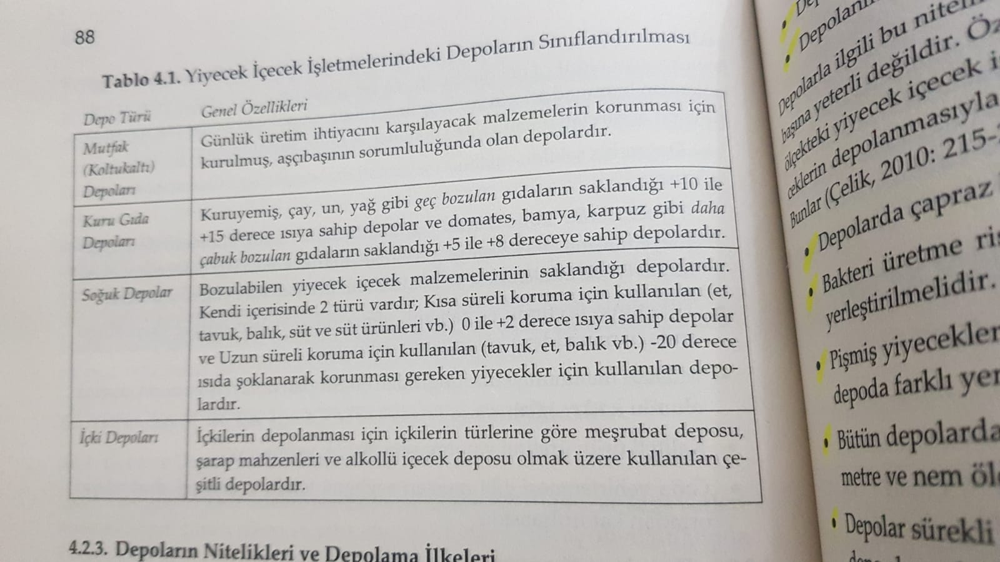 88
Tablo 4.1. Yiyecek İçecek İşletmelerindeki Depoların Sınıflandırılması
Depo Türü
Genel Özellikleri
Mutfak
(Koltukaltı)
Depoları
Günlük üretim ihtiyacını karşılayacak malzemelerin korunması için
kurulmuş, aşçıbaşının sorumluluğunda olan depolardır.
Kuru Gıda
Depoları
Kuruyemiş, çay, un, yağ gibi geç bozulan gıdaların saklandığı +10 ile
+15 derece ısıya sahip depolar ve domates, bamya, karpuz gibi daha
çabuk bozulan gıdaların saklandığı +5 ile +8 dereceye sahip depolardır.
Soğuk Depolar
Bozulabilen yiyecek içecek malzemelerinin saklandığı depolardır.
Kendi içerisinde 2 türü vardır; Kısa süreli koruma için kullanılan (et,
tavuk, balık, süt ve süt ürünleri vb.) 0 ile +2 derece ısıya sahip depolar
ve Uzun süreli koruma için kullanılan (tavuk, et, balık vb.) -20 derece
ısıda şoklanarak korunması gereken yiyecekler için kullanılan depo-
lardır.
İçki Depoları
İçkilerin depolanması için içkilerin türlerine göre meşrubat deposu,
şarap mahzenleri ve alkollü içecek deposu olmak üzere kullanılan çe-
şitli depolardır.
4.2.3. Depoların Nitelikleri ve Depolama İlkeleri
Depolarla ilgili bu
başına yeterli değildir.
ölçekteki yiyecek içecek
ceklerin depolanmasıyla
Bunlar (Çelik, 2010: 215-
• Depolarda çapraz
• Bakteri üretme
yerleştirilmelidir.
• Pişmiş yiyecekler
depoda farklı
• Bütün depolarda
metre ve nem
• Depolar sürekli